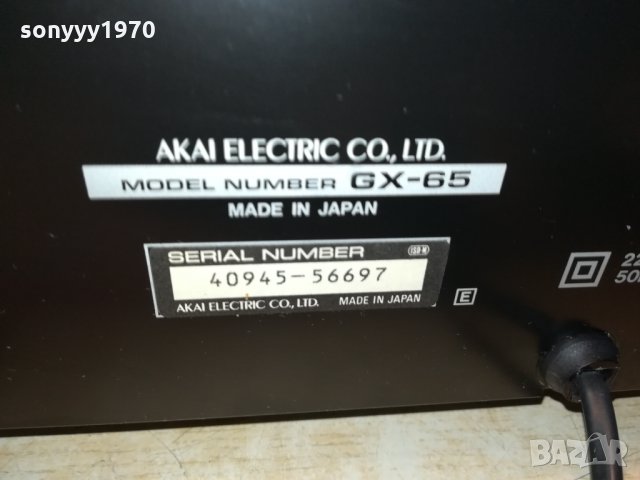 sonyyy1970
AKAI ELECTRIC CO., LTD.
MODEL NUMBER GX-65
MADE IN JAPAN
SERIAL NUMBER
40945-56697
AKAI ELECTRIC CO., LTD. MADE IN JAPAN
E
BAZAR